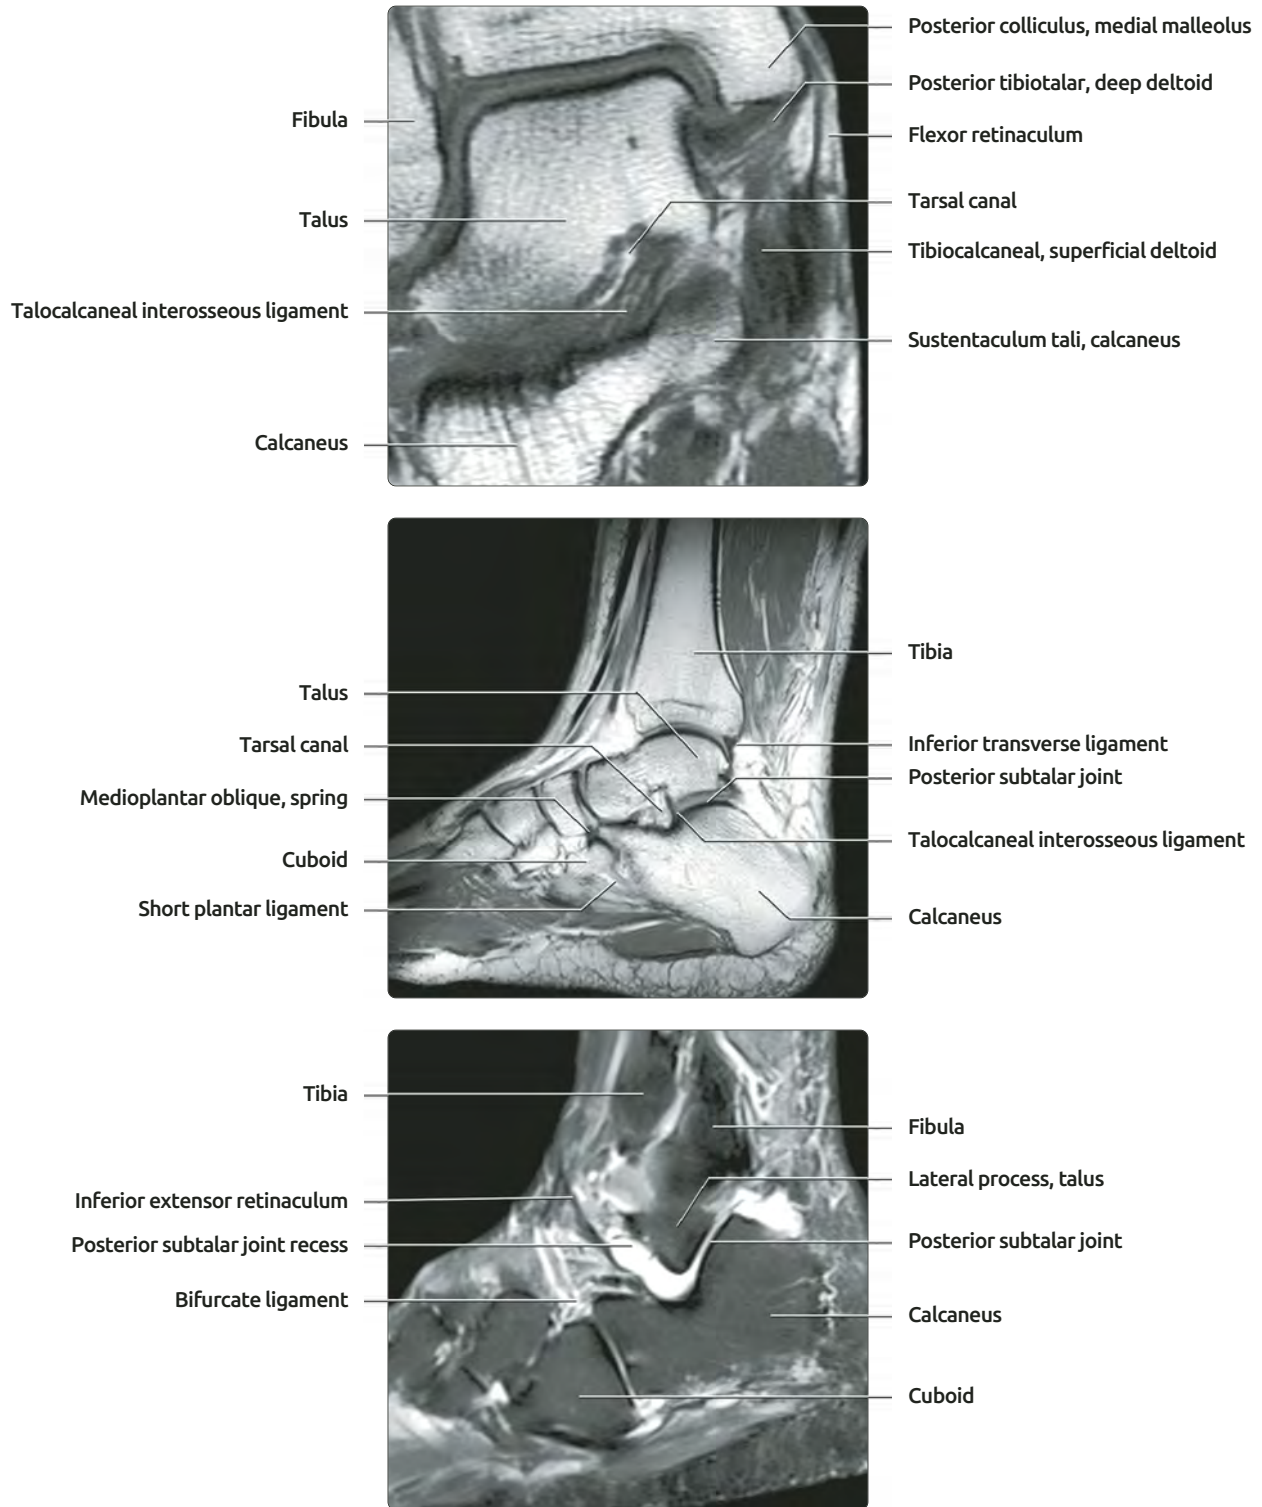 Posterior colliculus, medial malleolus
Posterior tibiotalar, deep deltoid
Fibula
Flexor retinaculum
Tarsal canal
Talus
Tibiocalcaneal, superficial deltoid
Talocalcaneal interosseous ligament
Sustentaculum tali, calcaneus
Calcaneus
Tibia
Talus
Tarsal canal
Inferior transverse ligament
Posterior subtalar joint
Medioplantar oblique, spring
Talocalcaneal interosseous ligament
Cuboid
Short plantar ligament
Calcaneus
Tibia
Fibula
Lateral process, talus
Inferior extensor retinaculum
Posterior subtalar joint recess
Posterior subtalar joint
Bifurcate ligament
Calcaneus
Cuboid